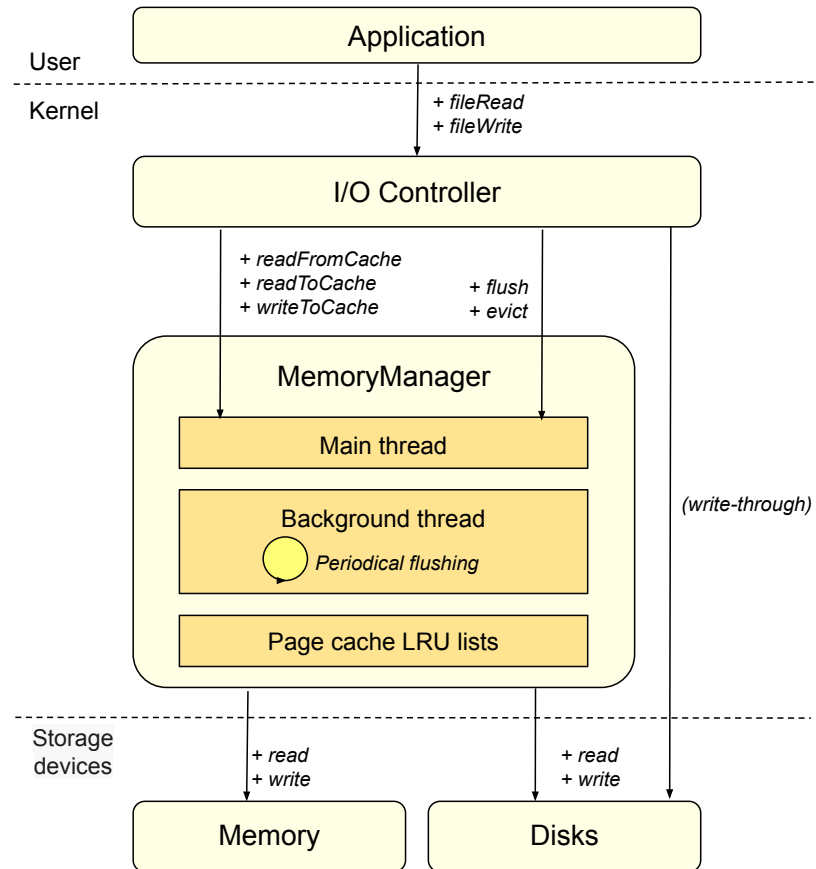 Application
User
Kernel
+ fileRead
+ fileWrite
I/O Controller
+ readFromCache
+ readToCache
+ writeToCache
+ flush
+ evict
MemoryManager
Main thread
Background thread
Periodical flushing
(write-through)
Page cache LRU lists
Storage
devices
+ read
+ write
+ read
+ write
Memory
Disks